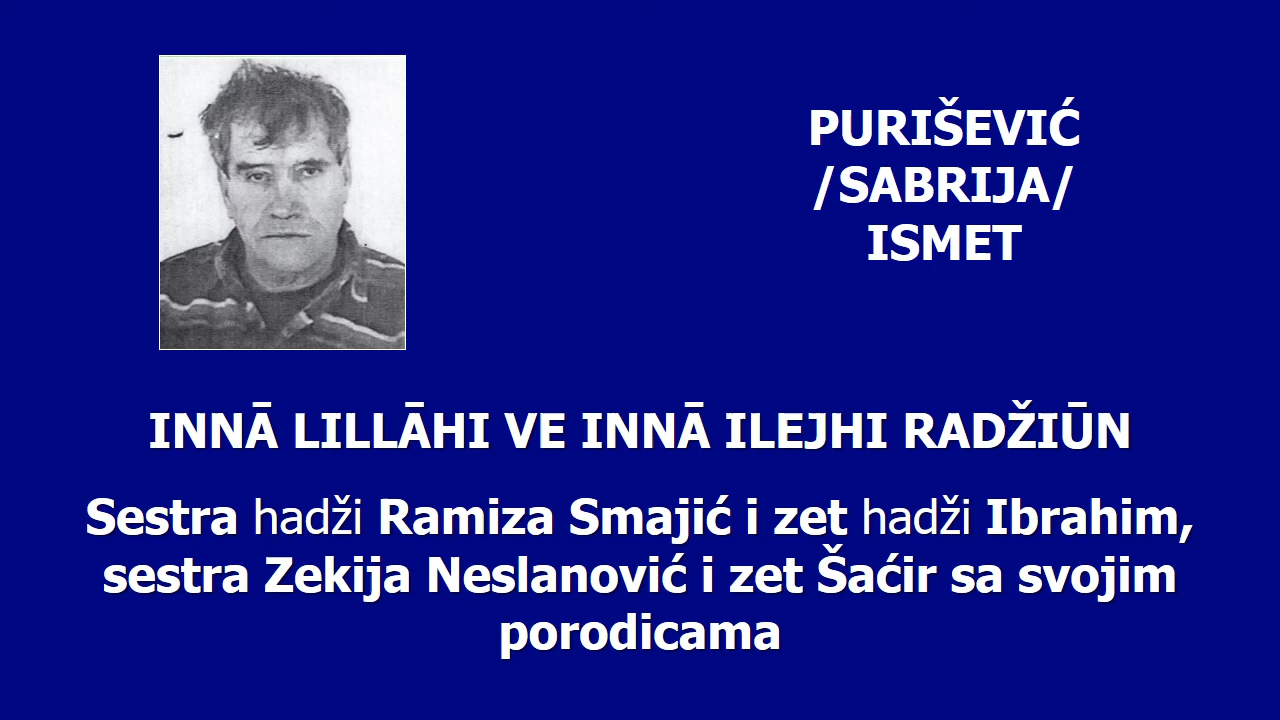 PURIŠEVIĆ
/SABRIJA/
ISMET
INNĀ LILLĀHI VE INNĀ ILEJHI RADŽIŪN
Sestra hadži Ramiza Smajić i zet hadži Ibrahim,
sestra Zekija Neslanović i zet Šaćir sa svojim
porodicama